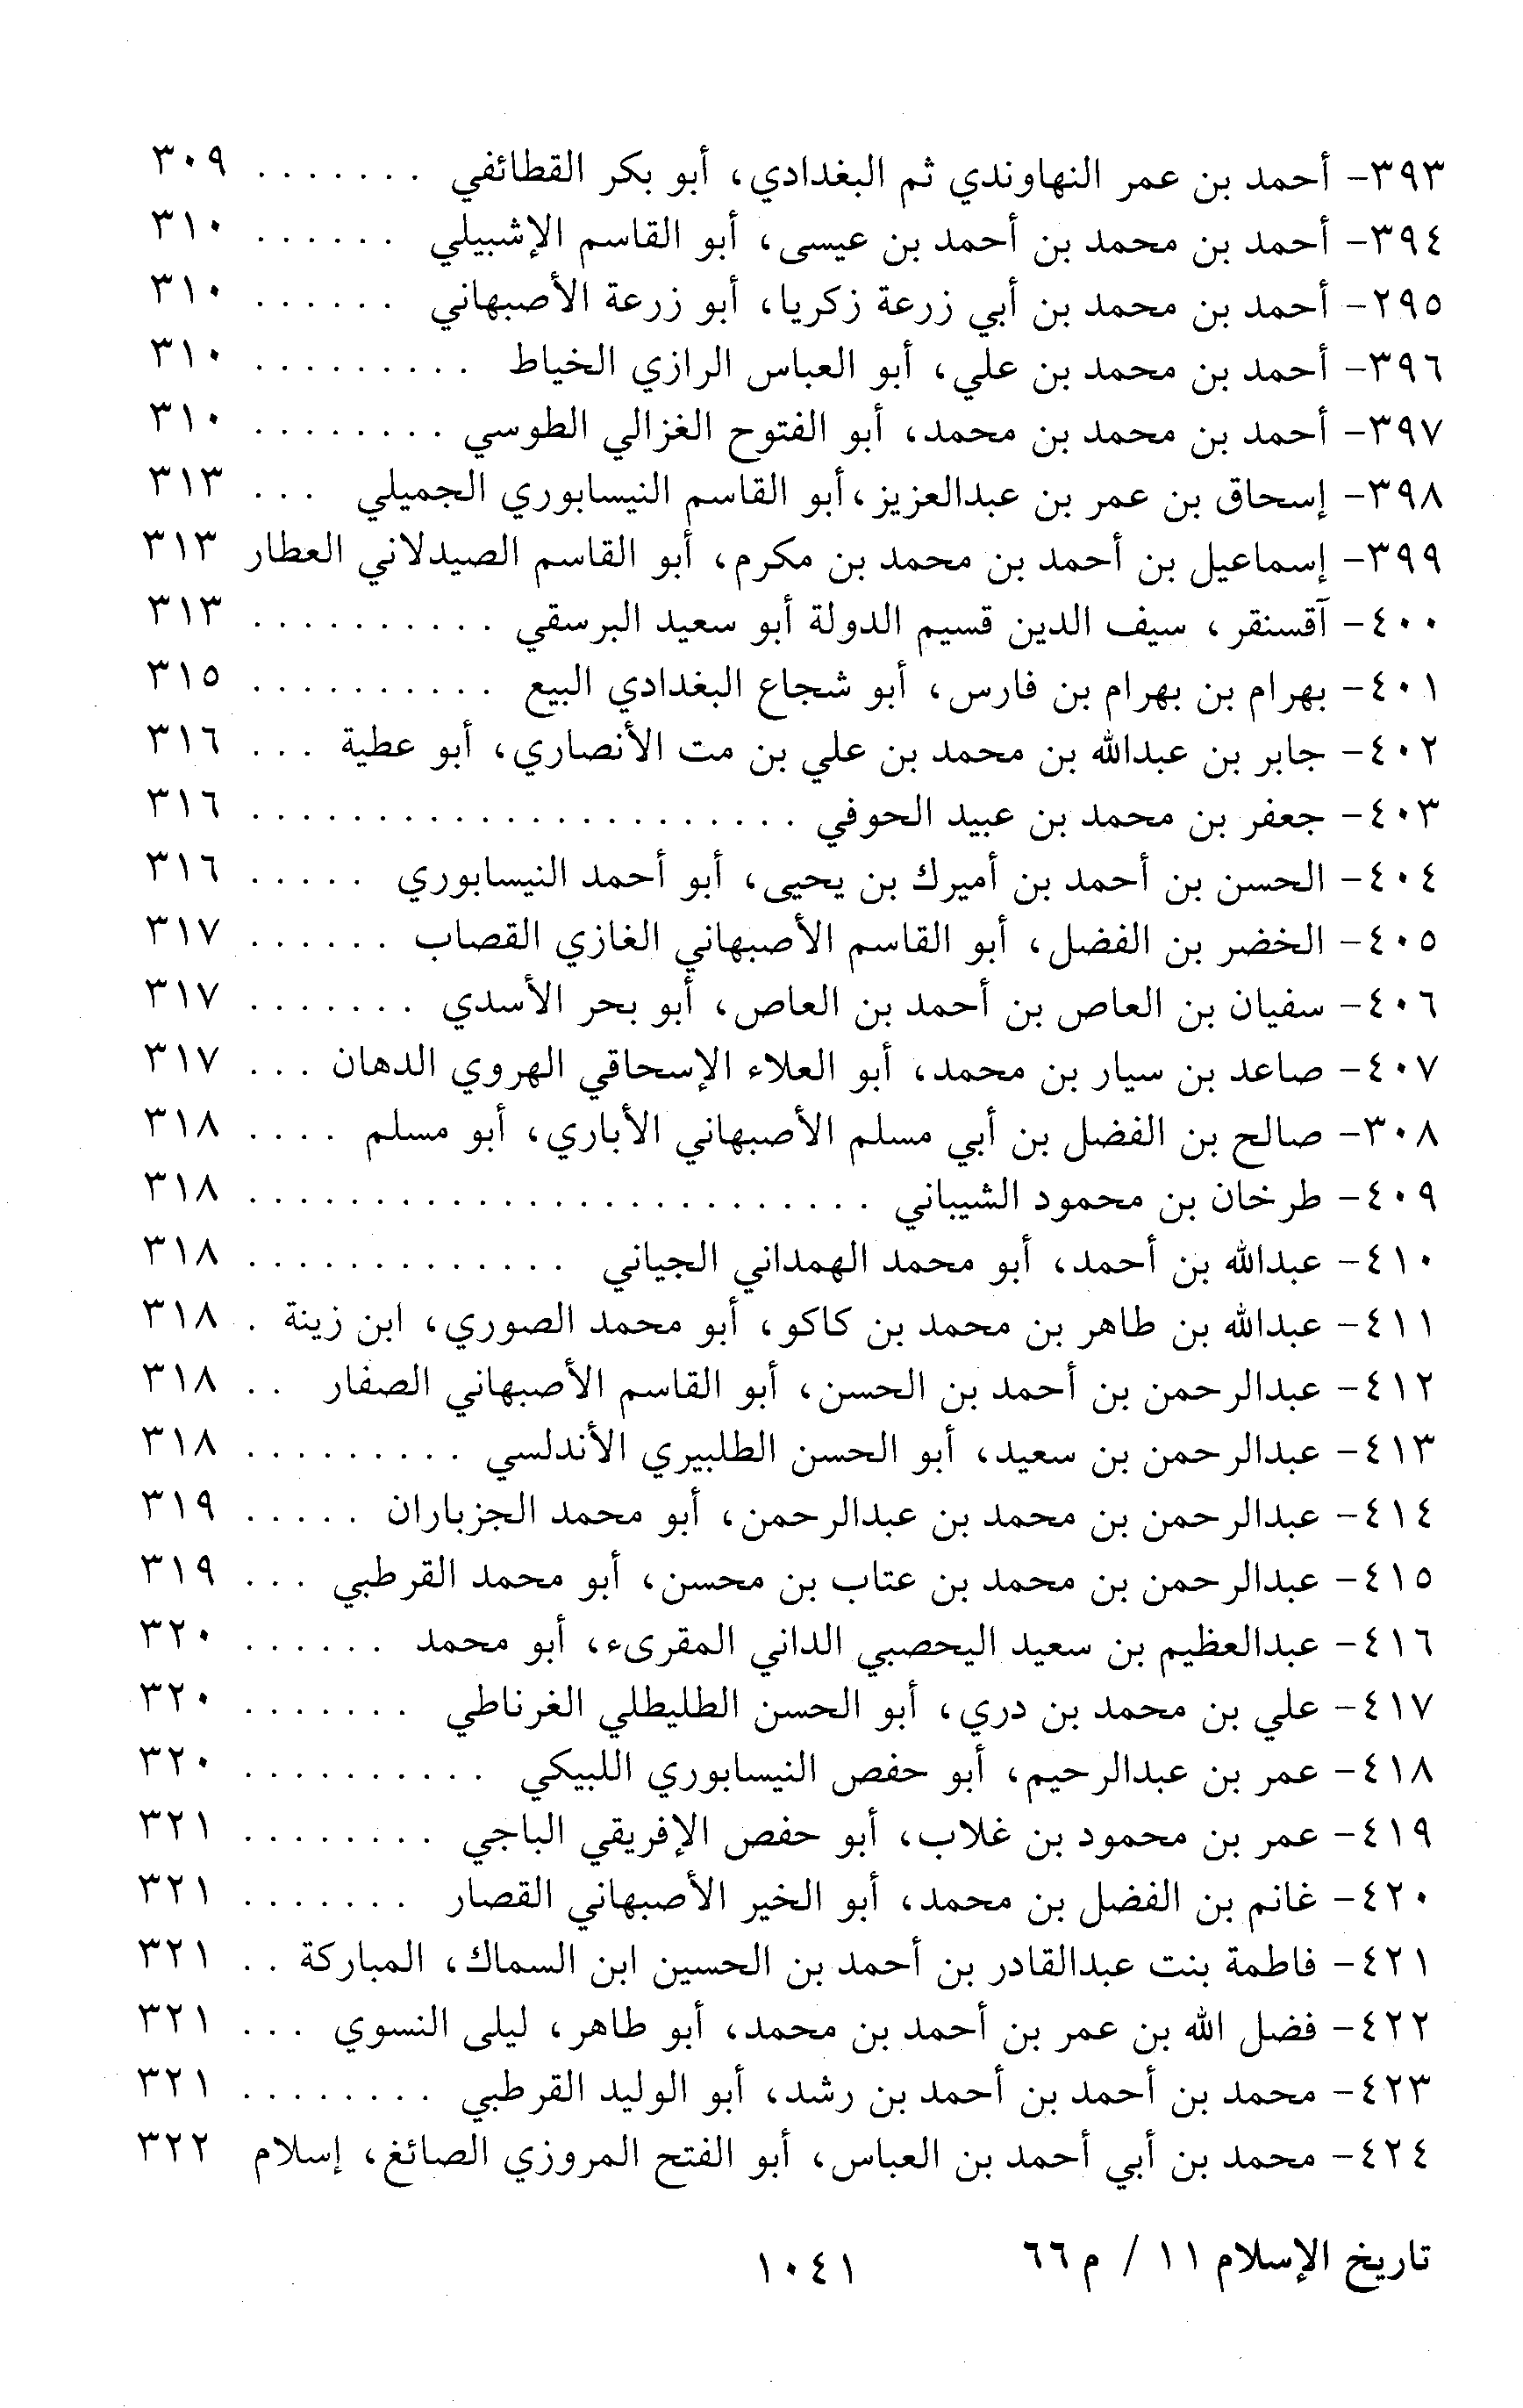 ٣٩٣- أحمد بن عمر النهاوندي ثم البغدادي، أبو بكر القطائفي ....... ٣٠٩
٣٩٤- أحمد بن محمد بن أحمد بن عيسى، أبو القاسم الإشبيلي ...... ٣١٠
٢٩٥- أحمد بن محمد بن أبي زرعة زكريا، أبو زرعة الأصبهاني ...... ٣١٠
٣٩٦- أحمد بن محمد بن علي، أبو العباس الرازي الخياط ......... ٣١٠
٣٩٧- أحمد بن محمد بن محمد، أبو الفتوح الغزالي الطوسي ........ ٣١٠
٣٩٨- إسحاق بن عمر بن عبدالعزيز، أبو القاسم النيسابوري الجميلي ... ٣١٣
٣٩٩- إسماعيل بن أحمد بن محمد بن مكرم، أبو القاسم الصيدلاني العطار ٣١٣
٤٠٠- آقسنقر، سيف الدين قسيم الدولة أبو سعيد البرسقي .......... ٣١٣
٤٠١- بهرام بن بهرام بن فارس، أبو شجاع البغدادي البيع .......... ٣١٥
٤٠٢- جابر بن عبدالله بن محمد بن علي بن مت الأنصاري، أبو عطية ... ٣١٦
٤٠٣- جعفر بن محمد بن عبيد الحوفي ...................... ٣١٦
٤٠٤- الحسن بن أحمد بن أميرك بن يحيى، أبو أحمد النيسابوري ..... ٣١٦
٤٠٥- الخضر بن الفضل، أبو القاسم الأصبهاني الغازي القصاب ...... ٣١٧
٤٠٦- سفيان بن العاص بن أحمد بن العاص، أبو بحر الأسدي ....... ٣١٧
٤٠٧- صاعد بن سيار بن محمد، أبو العلاء الإسحاقي الهروي الدهان ... ٣١٧
٣٠٨- صالح بن الفضل بن أبي مسلم الأصبهاني الأباري، أبو مسلم .... ٣١٨
٤٠٩- طرخان بن محمود الشيباني ......................... ٣١٨
٤١٠- عبدالله بن أحمد، أبو محمد الهمداني الجياني ............. ٣١٨
٤١١- عبدالله بن طاهر بن محمد بن كاكو، أبو محمد الصوري، ابن زينة . ٣١٨
٤١٢- عبدالرحمن بن أحمد بن الحسن، أبو القاسم الأصبهاني الصفار .. ٣١٨
٤١٣- عبدالرحمن بن سعيد، أبو الحسن الطلبيري الأندلسي ......... ٣١٨
٤١٤- عبدالرحمن بن محمد بن عبدالرحمن، أبو محمد الجزباران ..... ٣١٩
٤١٥- عبدالرحمن بن محمد بن عتاب بن محسن، أبو محمد القرطبي ... ٣١٩
٤١٦- عبدالعظيم بن سعيد اليحصبي الداني المقرىء، أبو محمد ...... ٣٢٠
٤١٧- علي بن محمد بن دري، أبو الحسن الطليطلي الغرناطي ....... ٣٢٠
٤١٨- عمر بن عبدالرحيم، أبو حفص النيسابوري اللبيكي .......... ٣٢٠
٤١٩- عمر بن محمود بن غلاب، أبو حفص الإفريقي الباجي ........ ٣٢١
٤٢٠- غانم بن الفضل بن محمد، أبو الخير الأصبهاني القصار ....... ٣٢١
٤٢١- فاطمة بنت عبدالقادر بن أحمد بن الحسين ابن السماك، المباركة .. ٣٢١
٤٢٢- فضل الله بن عمر بن أحمد بن محمد، أبو طاهر، ليلى النسوي ... ٣٢١
٤٢٣- محمد بن أحمد بن أحمد بن رشد، أبو الوليد القرطبي ........ ٣٢١
٤٢٤- محمد بن أبي أحمد بن العباس، أبو الفتح المروزي الصائغ، إسلام ٣٢٢
تاريخ الإسلام ١١ / م ٦٦
١٠٤١